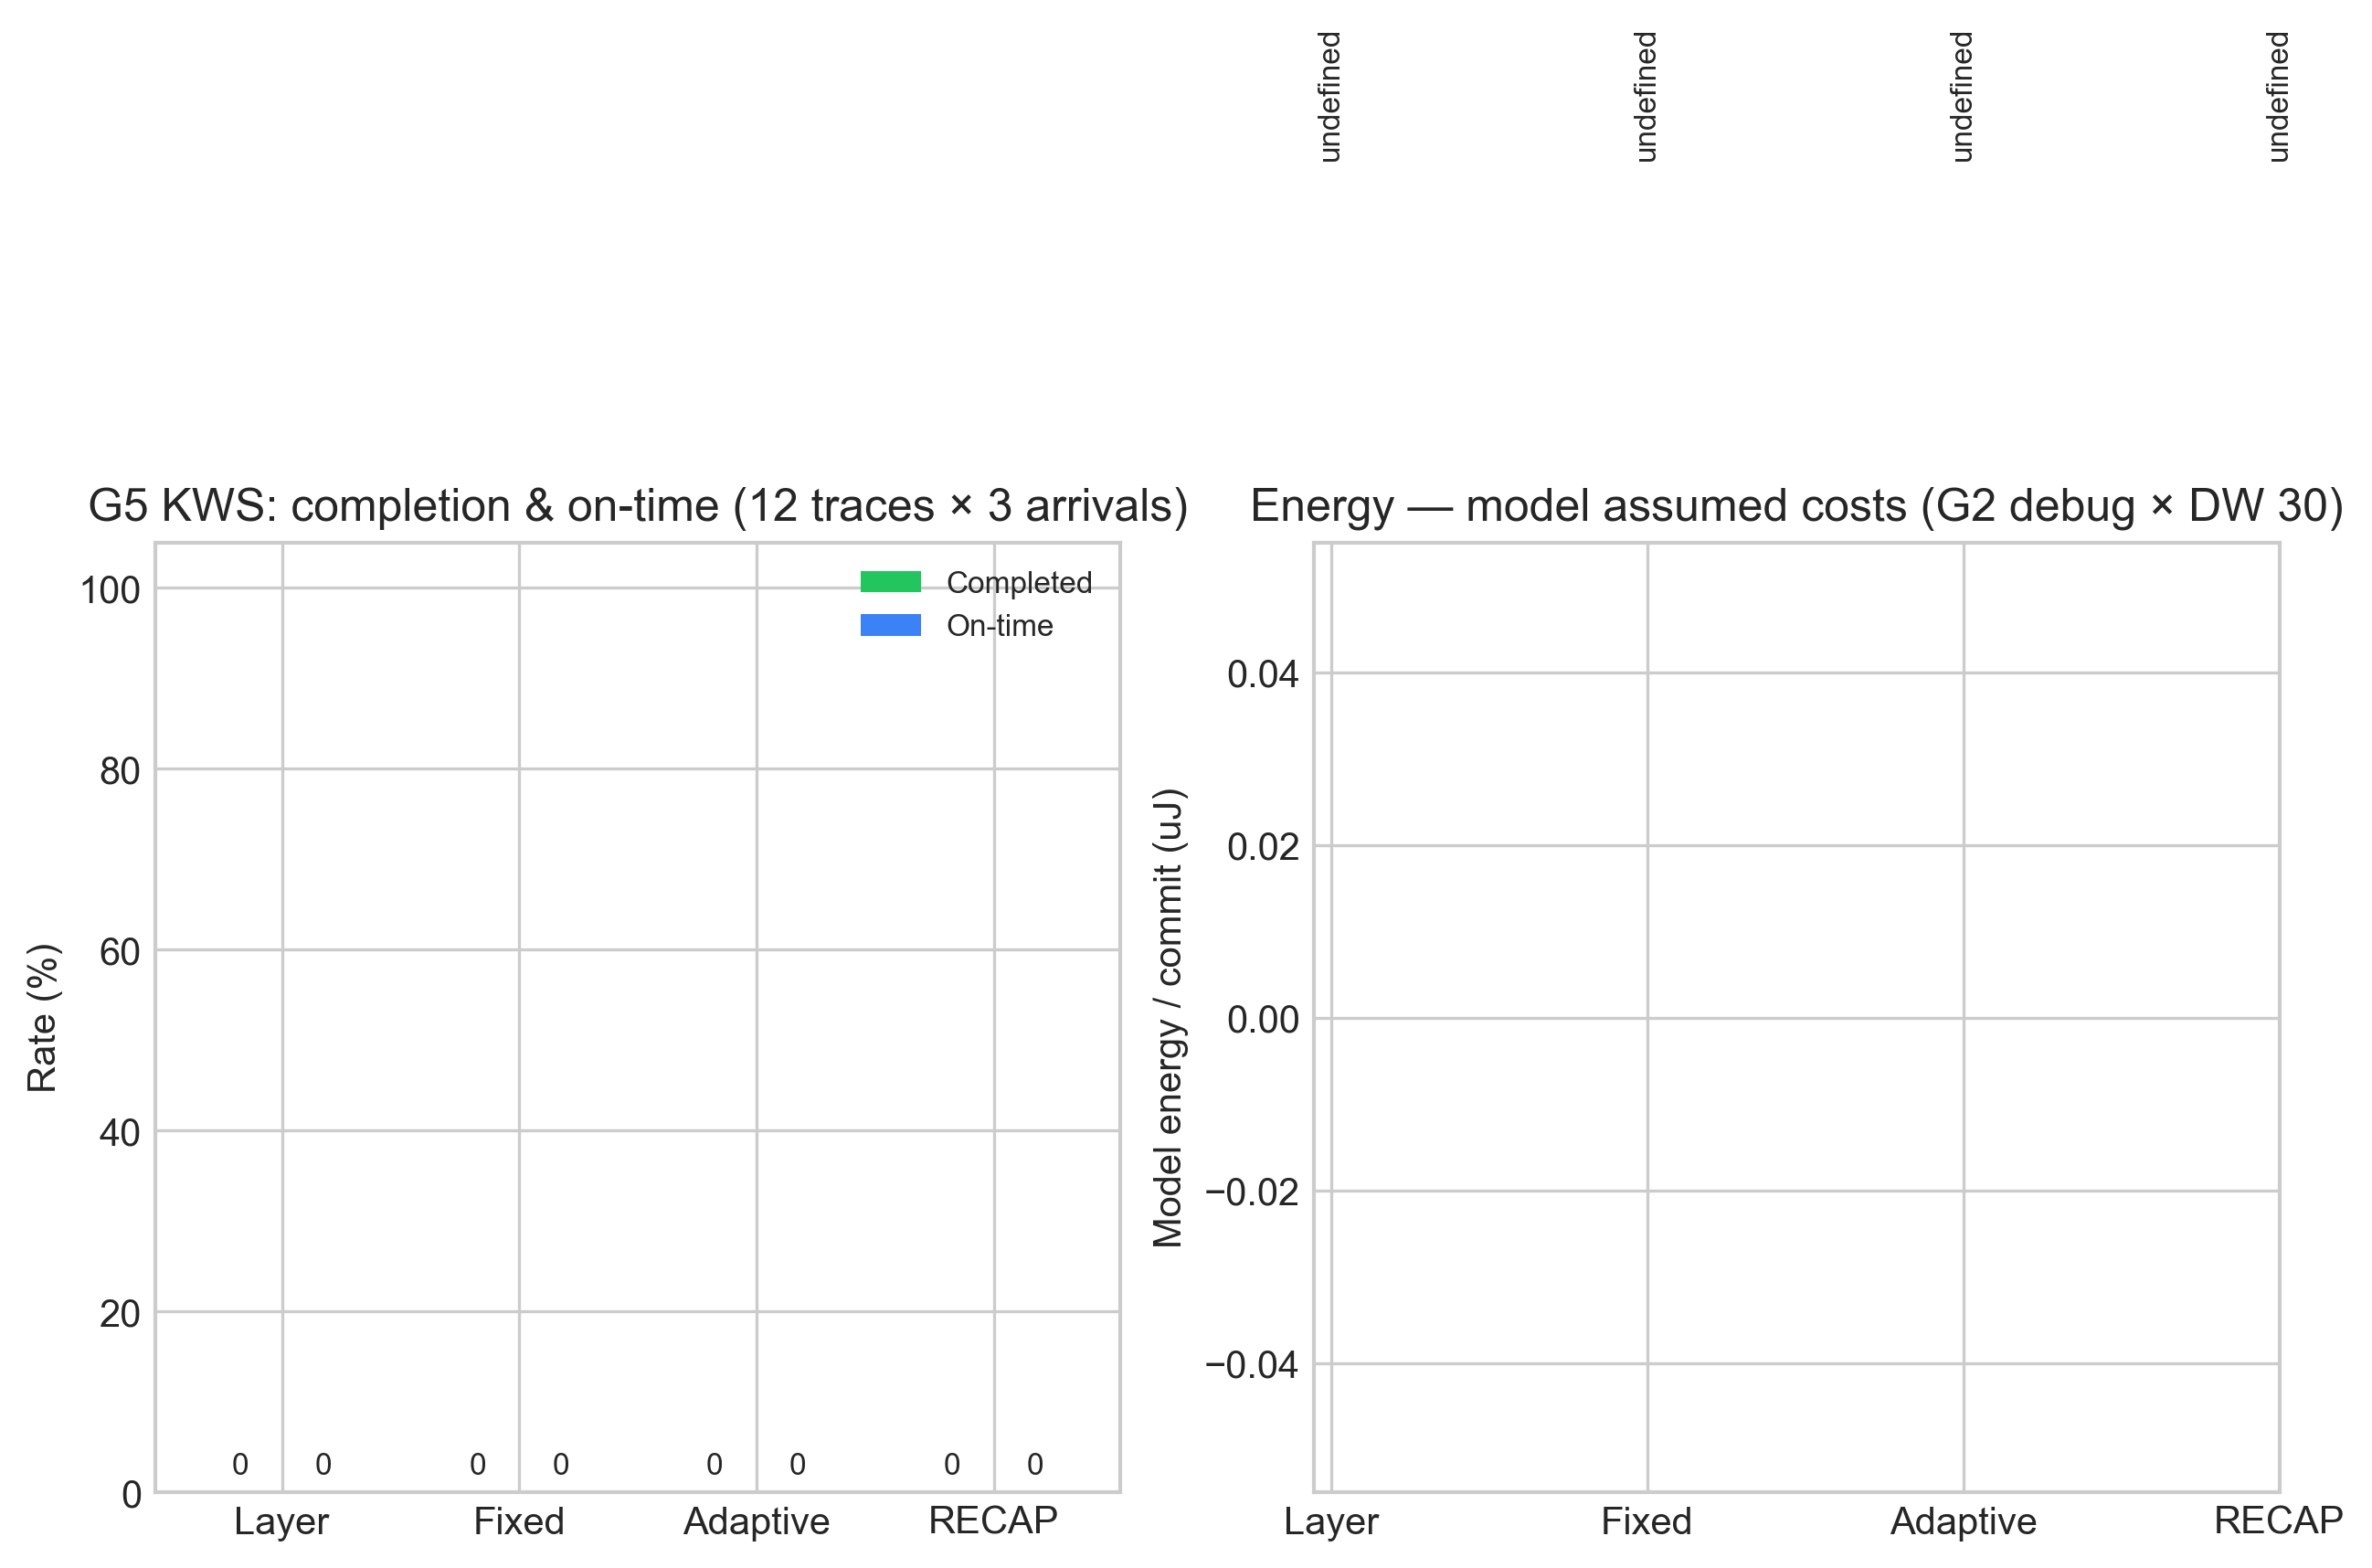 undefined
undefined
undefined
undefined
G5 KWS: completion & on-time (12 traces × 3 arrivals)
Completed
On-time
Rate (%)
100
80
60
40
20
0
0
0
0
0
0
0
0
0
Layer
Fixed
Adaptive
RECAP
Energy — model assumed costs (G2 debug × DW 30)
Model energy / commit (uJ)
0.04
0.02
0.00
−0.02
−0.04
Layer
Fixed
Adaptive
RECAP